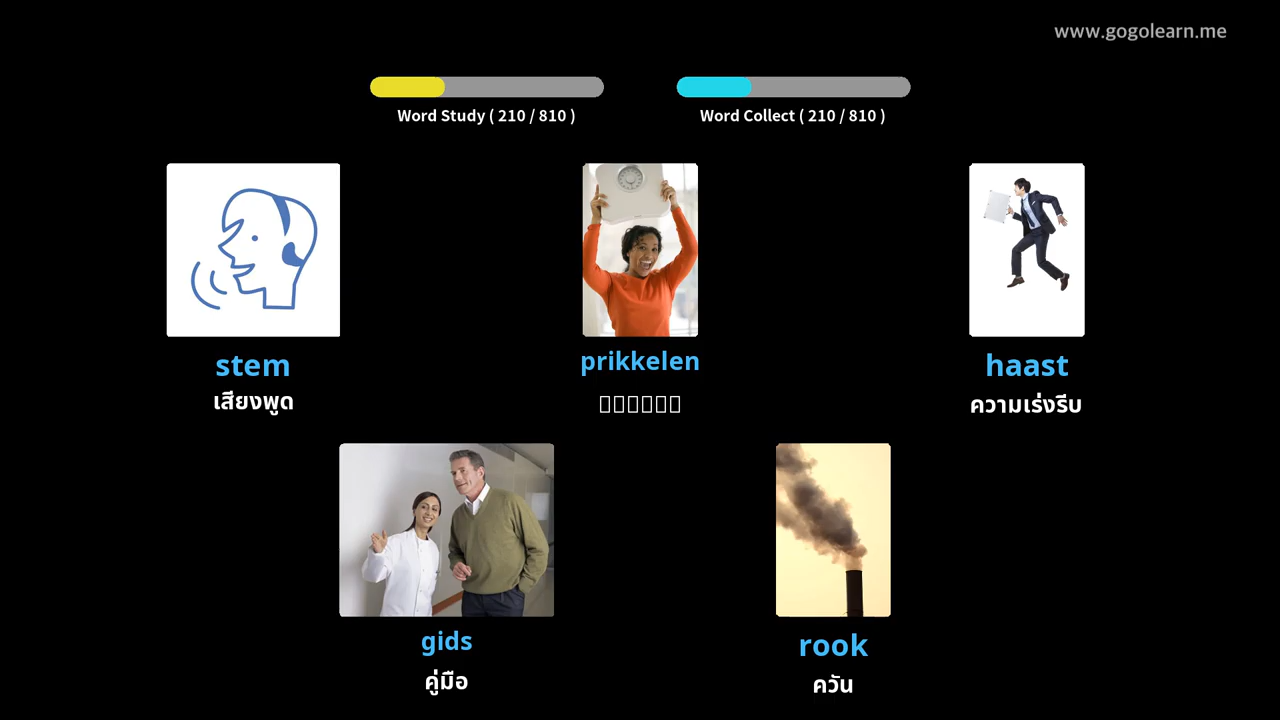 www.gogolearn.me
Word Study ( 210 / 810 )
Word Collect ( 210 / 810 )
stem
เสียงพูด
prikkelen
haast
ความเร่งรีบ
gids
คู่มือ
rook
ควัน